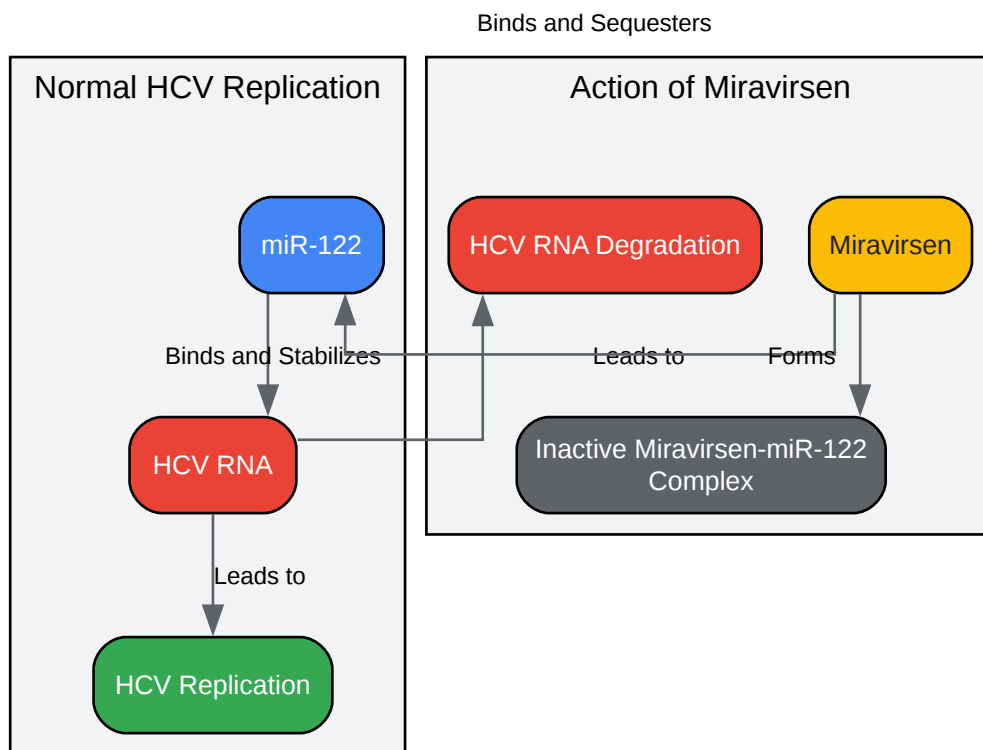 Binds and Sequesters
Normal HCV Replication
Action of Miravirsen
miR-122
HCV RNA Degradation
Miravirsen
Binds and Stabilizes
Leads to
Forms
HCV RNA
Inactive Miravirsen-miR-122
Complex
Leads to
HCV Replication